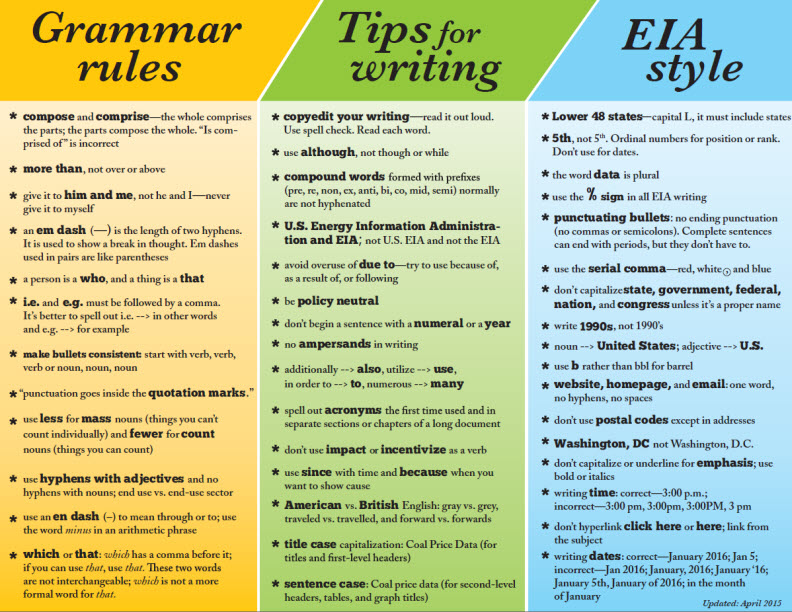 Grammar
rules
* compose and comprise—the whole comprises
the parts; the parts compose the whole. “Is com-
prised of” is incorrect
* more than, not over or above
* give it to him and me, not he and I—never
give it to myself
* an em dash (—) is the length of two hyphens.
It is used to show a break in thought. Em dashes
used in pairs are like parentheses
* a person is a who, and a thing is a that
* i.e. and e.g. must be followed by a comma.
It’s better to spell out i.e. --> in other words
and e.g. --> for example
* make bullets consistent: start with verb, verb,
verb or noun, noun, noun
* “punctuation goes inside the quotation marks.”
* use less for mass nouns (things you can’t
count individually) and fewer for count
nouns (things you can count)
* use hyphens with adjectives and no
hyphens with nouns; end use vs. end-use sector
* use an en dash (–) to mean through or to; use
the word minus in an arithmetic phrase
* which or that: which has a comma before it;
if you can use that, use that. These two words
are not interchangeable; which is not a more
formal word for that.
Tips for
writing
* copyedit your writing—read it out loud.
Use spell check. Read each word.
* use although, not though or while
* compound words formed with prefixes
(pre, re, non, ex, anti, bi, co, mid, semi) normally
are not hyphenated
* U.S. Energy Information Administra-
tion and EIA; not U.S. EIA and not the EIA
* avoid overuse of due to—try to use because of,
as a result of, or following
* be policy neutral
* don’t begin a sentence with a numeral or a year
* no ampersands in writing
* additionally --> also, utilize --> use,
in order to --> to, numerous --> many
* spell out acronyms the first time used and in
separate sections or chapters of a long document
* don’t use impact or incentivize as a verb
* use since with time and because when you
want to show cause
* American vs. British English: gray vs. grey,
traveled vs. travelled, and forward vs. forwards
* title case capitalization: Coal Price Data (for
titles and first-level headers)
* sentence case: Coal price data (for second-level
headers, tables, and graph titles)
EIA
style
* Lower 48 states—capital L, it must include states
* 5th, not 5th. Ordinal numbers for position or rank.
Don’t use for dates.
* the word data is plural
* use the % sign in all EIA writing
* punctuating bullets: no ending punctuation
(no commas or semicolons). Complete sentences
can end with periods, but they don’t have to.
* use the serial comma—red, white, and blue
* don’t capitalize state, government, federal,
nation, and congress unless it’s a proper name
* write 1990s, not 1990’s
* noun --> United States; adjective --> U.S.
* use b rather than bbl for barrel
* website, homepage, and email: one word,
no hyphens, no spaces
* don’t use postal codes except in addresses
* Washington, DC not Washington, D.C.
* don’t capitalize or underline for emphasis; use
bold or italics
* writing time: correct—3:00 p.m.;
incorrect—3:00 pm, 3:00pm, 3:00PM, 3 pm
* don’t hyperlink click here or here; link from
the subject
* writing dates: correct—January 2016; Jan 5;
incorrect—Jan 2016; January, 2016; January ‘16;
January 5th, January of 2016; in the month
of January
Updated: April 2015